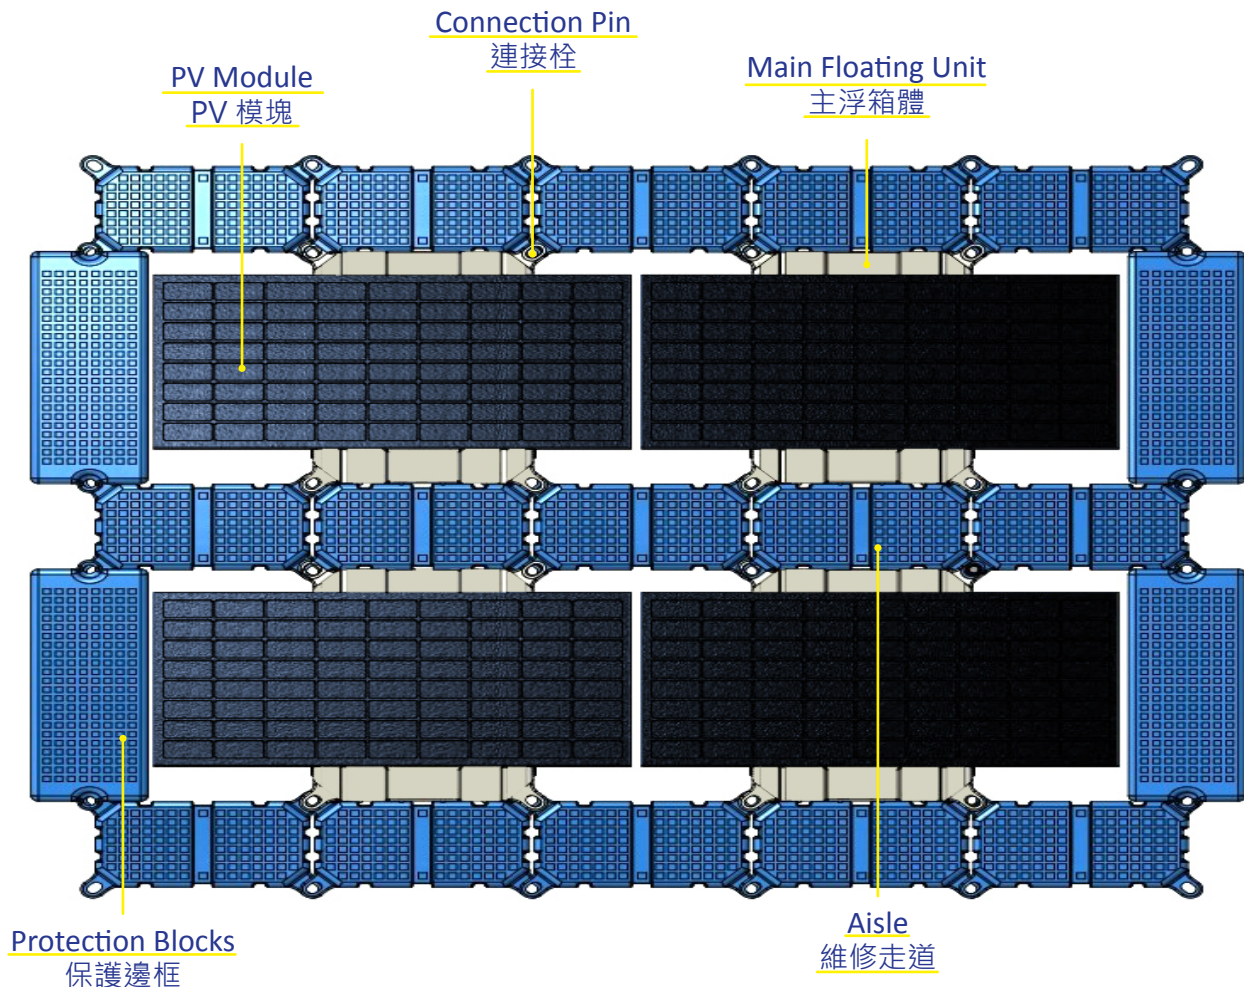 Connection Pin
連接栓
PV Module
PV 模塊
Main Floating Unit
主浮箱體
Protection Blocks
保護邊框
Aisle
維修走道